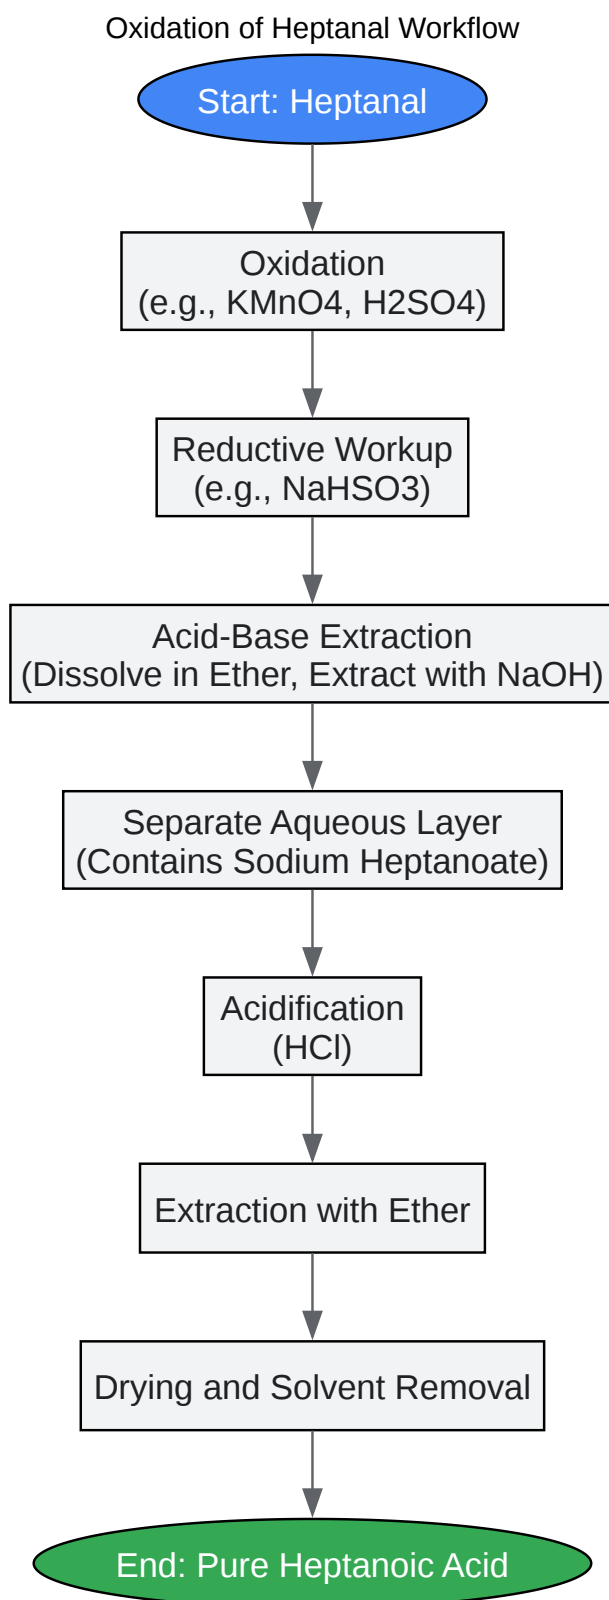 Oxidation of Heptanal Workflow
Start: Heptanal
Oxidation
(e.g., KMnO4, H2SO4)
Reductive Workup
(e.g., NaHSO3)
Acid-Base Extraction
(Dissolve in Ether, Extract with NaOH)
Separate Aqueous Layer
(Contains Sodium Heptanoate)
Acidification
(HCl)
Extraction with Ether
Drying and Solvent Removal
End: Pure Heptanoic Acid